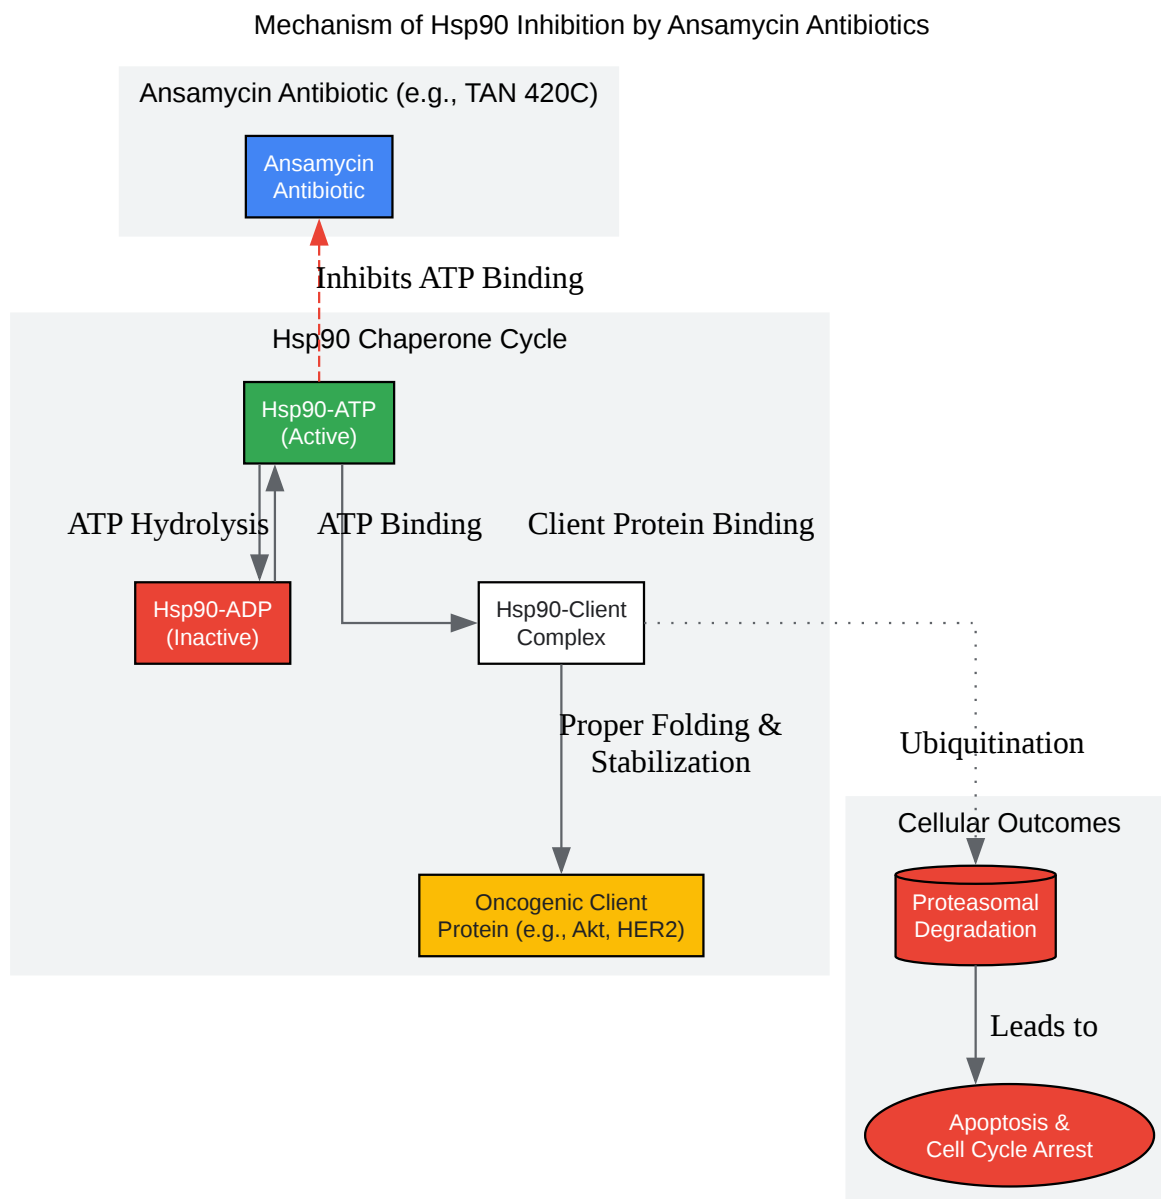 Mechanism of Hsp90 Inhibition by Ansamycin Antibiotics
Ansamycin Antibiotic (e.g., TAN 420C)
Ansamycin
Antibiotic
Inhibits ATP Binding
Hsp90 Chaperone Cycle
Hsp90-ATP
(Active)
ATP Hydrolysis
ATP Binding
Client Protein Binding
Hsp90-ADP
(Inactive)
Hsp90-Client
Complex
Proper Folding &
Stabilization
Ubiquitination
Cellular Outcomes
Oncogenic Client
Protein (e.g., Akt, HER2)
Proteasomal
Degradation
Leads to
Apoptosis &
Cell Cycle Arrest